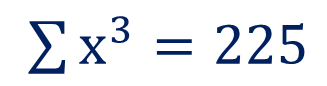 ∑ x³ = 225